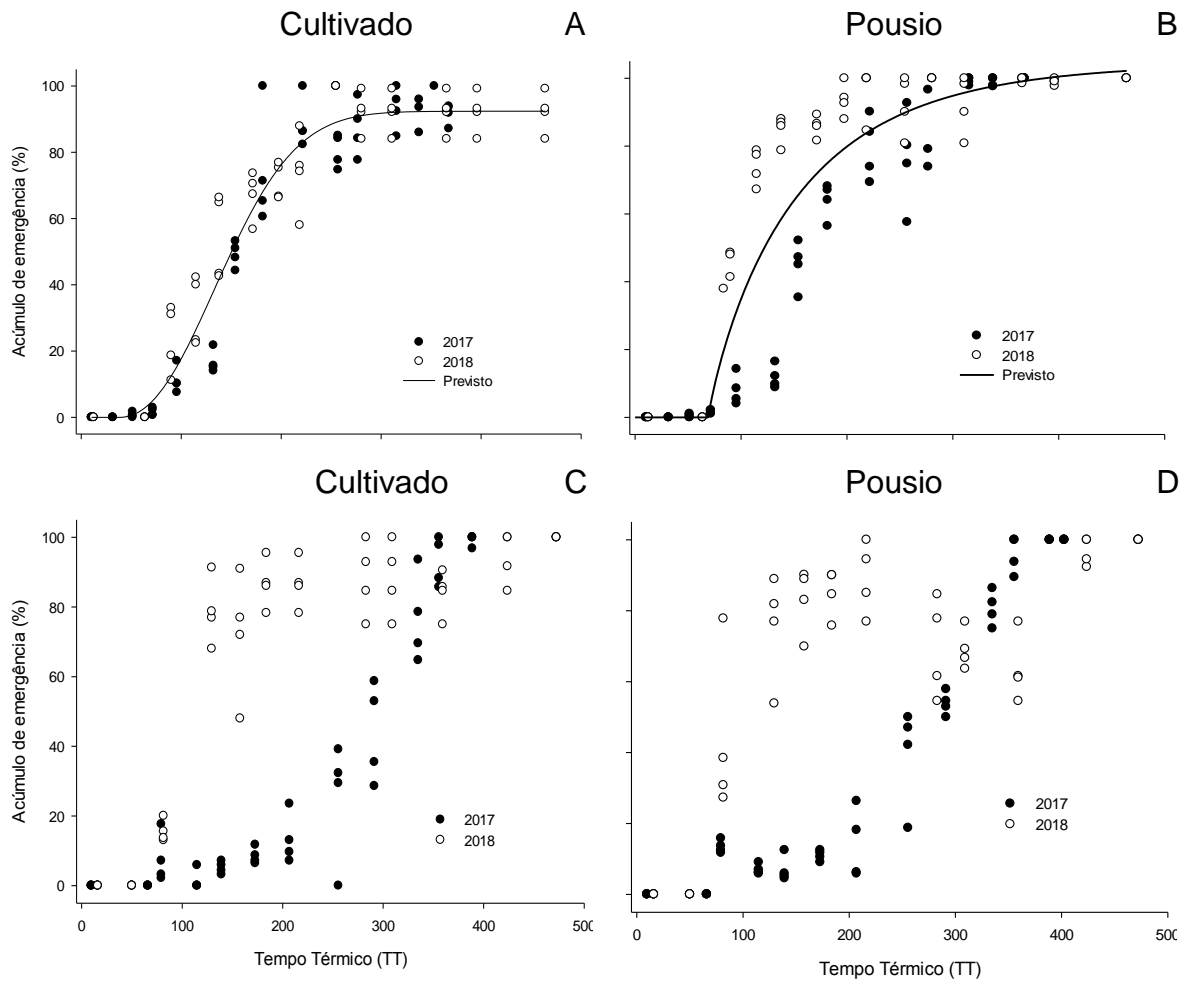 Cultivado A
Pousio B
Acúmulo de emergência (%)
100
80
60
40
20
0
2017
2018
Previsto
2017
2018
Previsto
Cultivado C
Pousio D
Acúmulo de emergência (%)
100
80
60
40
20
0
2017
2018
2017
2018
0 100 200 300 400 500
Tempo Térmico (TT)
0 100 200 300 400 500
Tempo Térmico (TT)